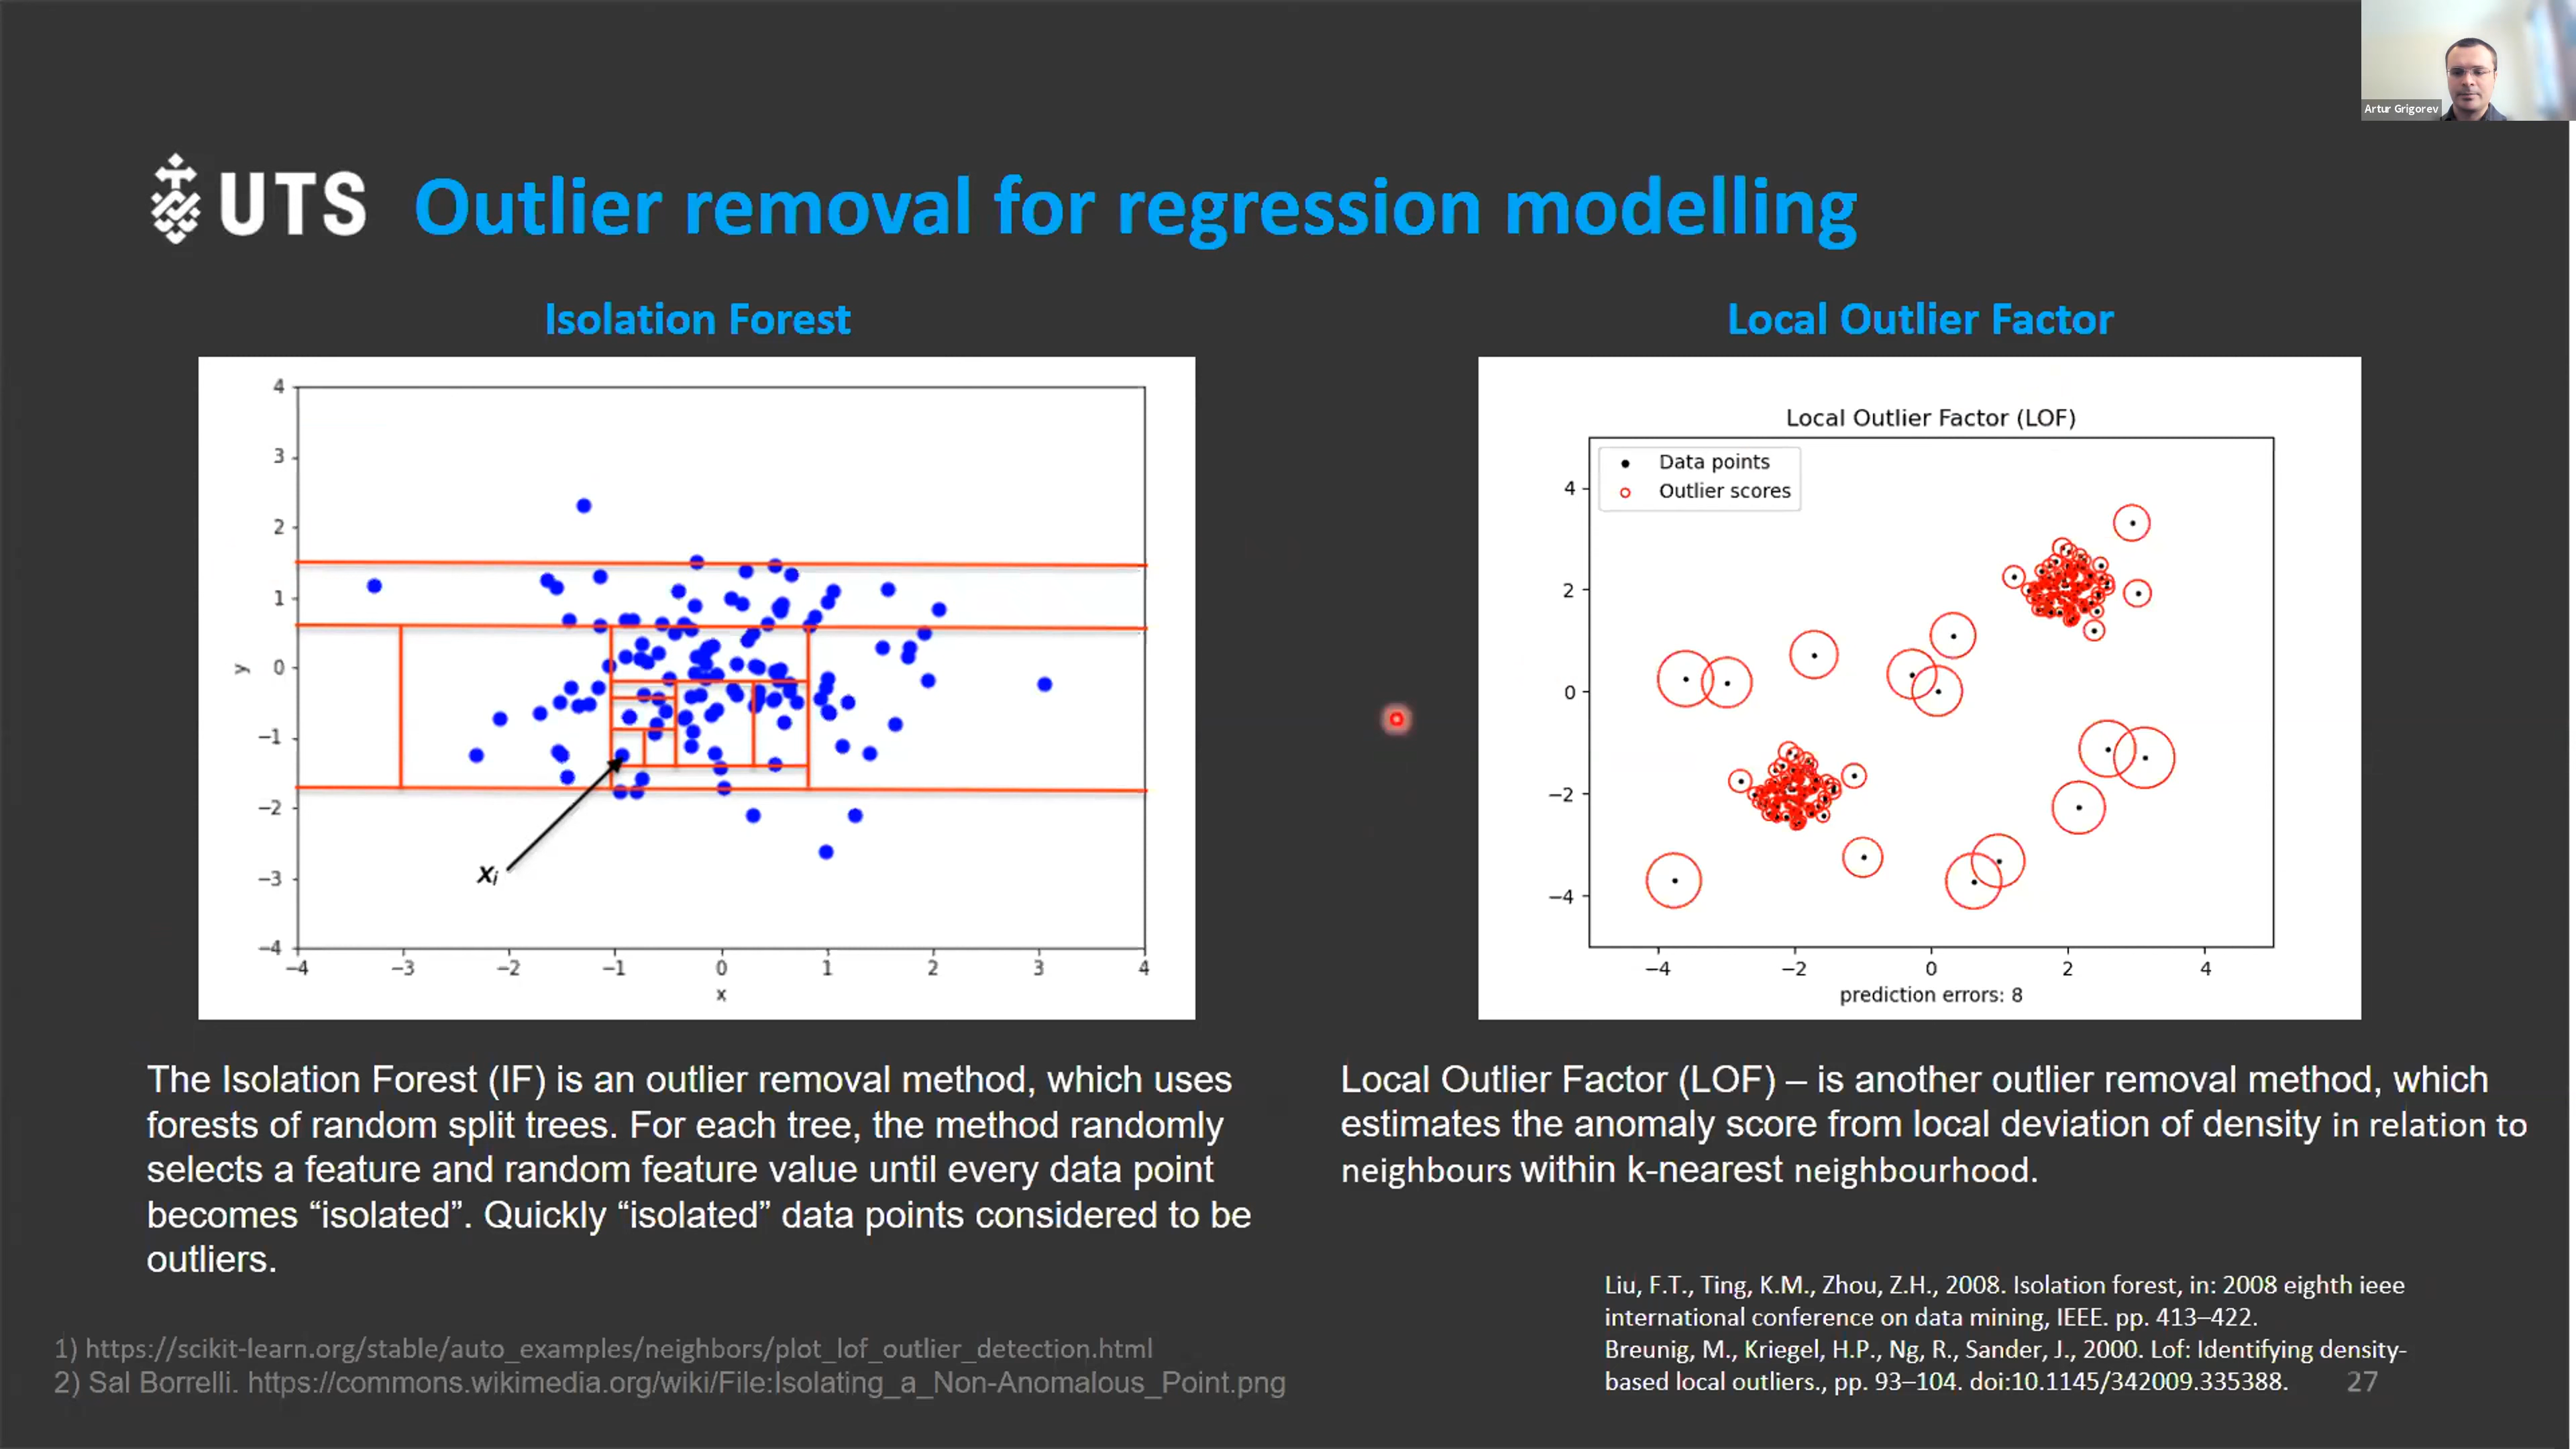 Artur Grigorev
UTS
Outlier removal for regression modelling
Isolation Forest
4
3
2
1
0
−1
−2
−3
−4
y
−4 −3 −2 −1 0 1 2 3 4
x
xi
Local Outlier Factor
Local Outlier Factor (LOF)
Data points
Outlier scores
4
2
0
−2
−4
−4 −2 0 2 4
prediction errors: 8
The Isolation Forest (IF) is an outlier removal method, which uses
forests of random split trees. For each tree, the method randomly
selects a feature and random feature value until every data point
becomes “isolated”. Quickly “isolated” data points considered to be
outliers.
Local Outlier Factor (LOF) – is another outlier removal method, which
estimates the anomaly score from local deviation of density in relation to
neighbours within k-nearest neighbourhood.
Liu, F.T., Ting, K.M., Zhou, Z.H., 2008. Isolation forest, in: 2008 eighth ieee
international conference on data mining, IEEE. pp. 413–422.
Breunig, M., Kriegel, H.P., Ng, R., Sander, J., 2000. Lof: Identifying density-
based local outliers., pp. 93–104. doi:10.1145/342009.335388.
1) https://scikit-learn.org/stable/auto_examples/neighbors/plot_lof_outlier_detection.html
2) Sal Borrelli. https://commons.wikimedia.org/wiki/File:Isolating_a_Non-Anomalous_Point.png
27